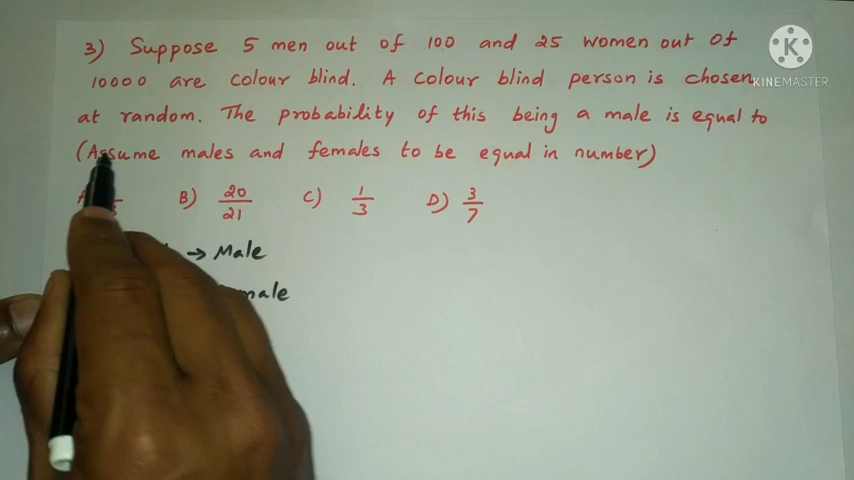 3) Suppose 5 men out of 100 and 25 women out of
10000 are colour blind. A colour blind person is chosen
at random. The probability of this being a male is equal to
(Assume males and females to be equal in number)
B) 20/21 C) 1/3 D) 3/7
→ Male
K
KINEMASTER